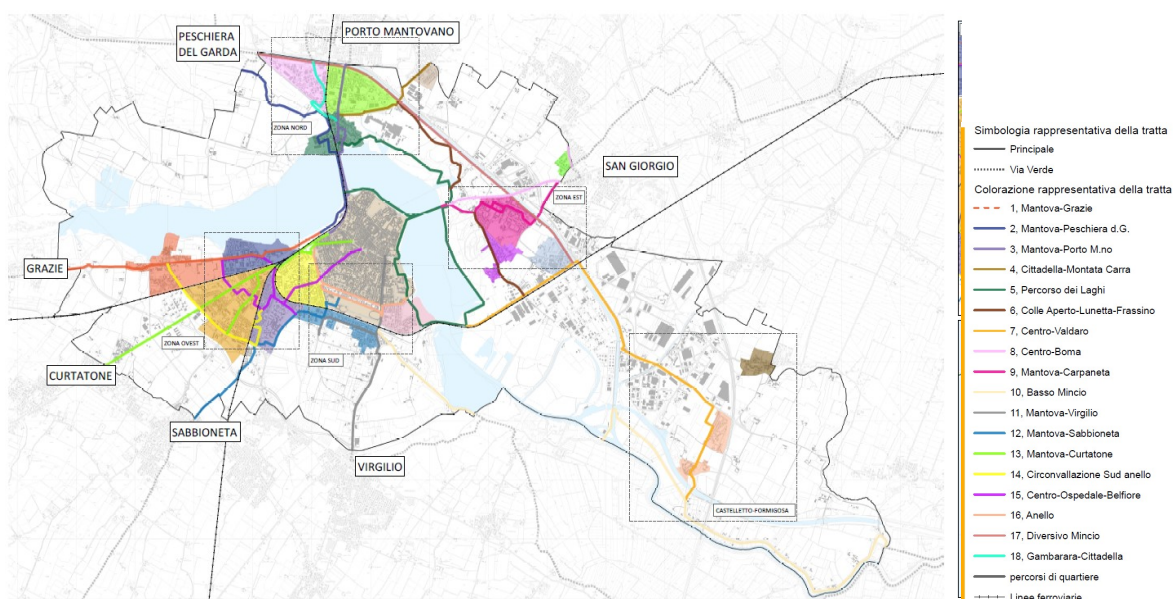 PESCHIERA
DEL GARDA
PORTO MANTOVANO
ZONA NORD
SAN GIORGIO
ZONA EST
GRAZIE
ZONA OVEST
ZONA SUD
CURTATONE
SABBIONETA
VIRGILIO
CASTELLETTO-FORMIGOSA
Simbologia rappresentativa della tratta
Principale
Via Verde
Colorazione rappresentativa della tratta
1, Mantova-Grazie
2, Mantova-Peschiera d.G.
3, Mantova-Porto M.no
4, Cittadella-Montata Carra
5, Percorso dei Laghi
6, Colle Aperto-Lunetta-Frassino
7, Centro-Valdaro
8, Centro-Boma
9, Mantova-Carpaneta
10, Basso Mincio
11, Mantova-Virgilio
12, Mantova-Sabbioneta
13, Mantova-Curtatone
14, Circonvallazione Sud anello
15, Centro-Ospedale-Belfiore
16, Anello
17, Diversivo Mincio
18, Gambarara-Cittadella
percorsi di quartiere
Linee ferroviarie